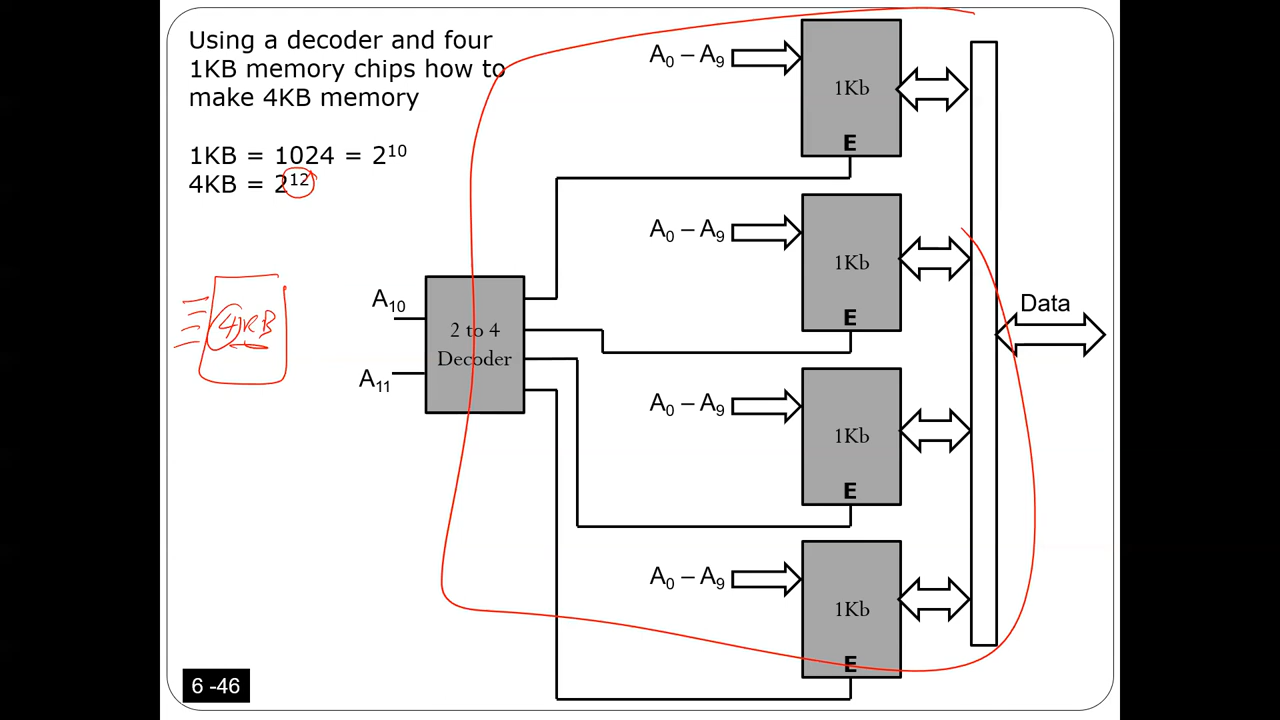 Using a decoder and four
1KB memory chips how to
make 4KB memory
1KB = 1024 = 2¹⁰
4KB = 2¹²
4KB
A₁₀
A₁₁
2 to 4
Decoder
A₀ – A₉
1Kb
E
A₀ – A₉
1Kb
E
A₀ – A₉
1Kb
E
A₀ – A₉
1Kb
E
Data
6 -46